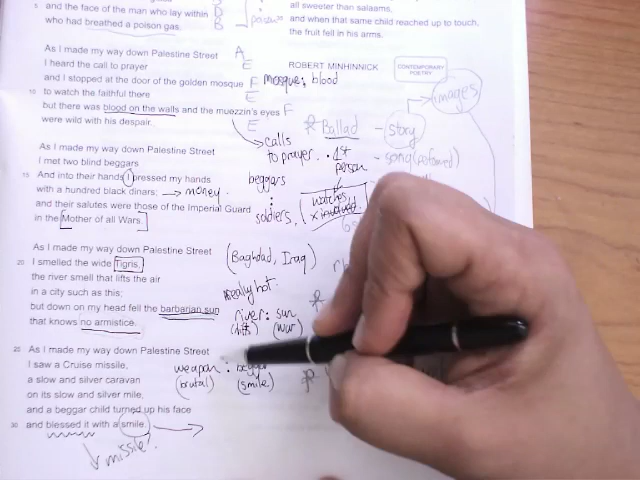 and the face of the man who lay within
who had breathed a poison gas.
poison
all sweeter than salaams,
and when that same child reached up to touch,
the fruit fell in his arms.
ROBERT MINHINNICK
CONTEMPORARY POETRY
As I made my way down Palestine Street A
I heard the call to prayer E
and I stopped at the door of the golden mosque F mosque; blood
10 to watch the faithful there E
but there was blood on the walls and the muezzin's eyes F
were wild with his despair. E
calls
to prayer.
* Ballad - story
images
1st person
- song (performed)
As I made my way down Palestine Street
I met two blind beggars
15 And into their hands I pressed my hands
with a hundred black dinars; → money.
and their salutes were those of the Imperial Guard
in the Mother of all Wars.
beggars
:
soldiers.
watches
x involved
As I made my way down Palestine Street
20 I smelled the wide Tigris,
the river smell that lifts the air
in a city such as this;
but down on my head fell the barbarian sun
that knows no armistice.
(Baghdad, Iraq)
really hot.
river : sun
(war)
25 As I made my way down Palestine Street
I saw a Cruise missile,
a slow and silver caravan
on its slow and silver mile,
and a beggar child turned up his face
30 and blessed it with a smile.
weapon : beggar
(brutal) (smile)
missile.